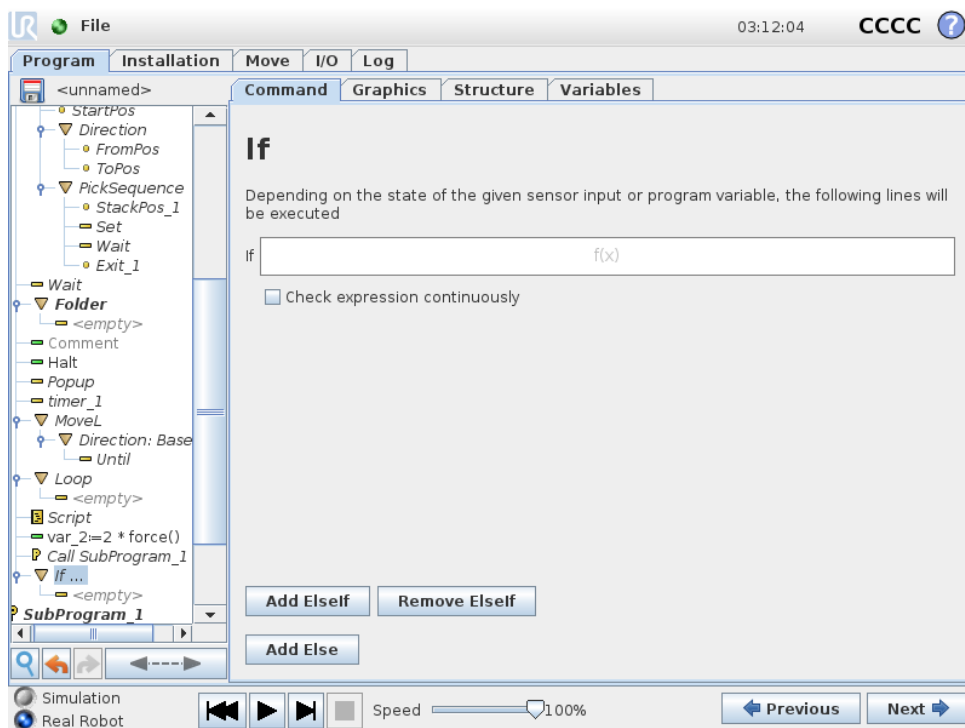 UR File 03:12:04 CCCC ?
Program Installation Move I/O Log
<unnamed>
Command Graphics Structure Variables
StartPos
Direction
FromPos
ToPos
PickSequence
StackPos_1
Set
Wait
Exit_1
Wait
Folder
<empty>
Comment
Halt
Popup
timer_1
MoveL
Direction: Base
Until
Loop
<empty>
Script
var_2:=2 * force()
Call SubProgram_1
If ...
<empty>
SubProgram_1
If
Depending on the state of the given sensor input or program variable, the following lines will
be executed
If f(x)
Check expression continuously
Add ElseIf Remove ElseIf
Add Else
Simulation
Real Robot
Speed 100%
Previous Next